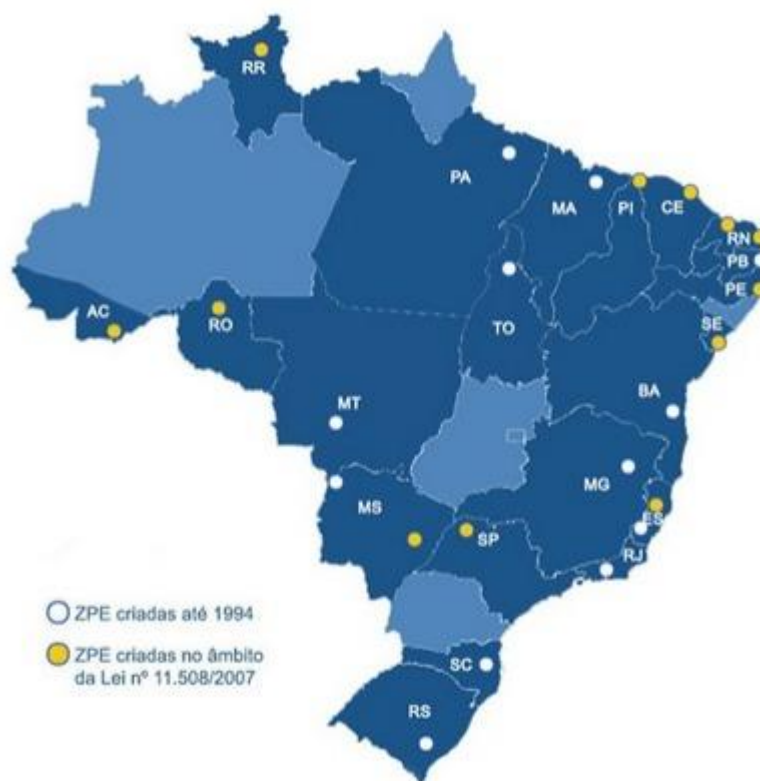 RR
PA
MA
PI
CE
RN
PB
PE
AC
RO
TO
SE
MT
BA
MS
MG
ES
SP
RJ
ZPE criadas até 1994
ZPE criadas no âmbito
da Lei nº 11.508/2007
SC
RS